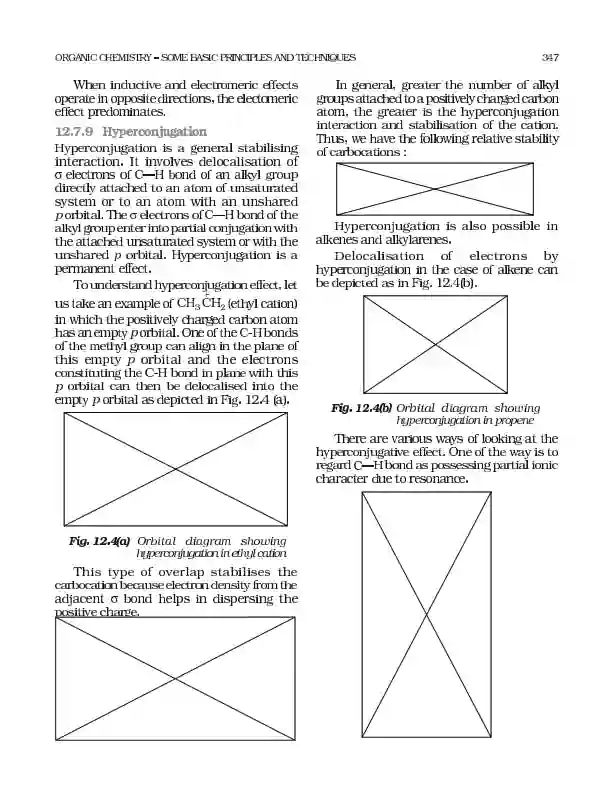 ORGANIC CHEMISTRY – SOME BASIC PRINCIPLES AND TECHNIQUES 347
When inductive and electromeric effects
operate in opposite directions, the electomeric
effect predominates.
12.7.9 Hyperconjugation
Hyperconjugation is a general stabilising
interaction. It involves delocalisation of
σ electrons of C—H bond of an alkyl group
directly attached to an atom of unsaturated
system or to an atom with an unshared
p orbital. The σ electrons of C—H bond of the
alkyl group enter into partial conjugation with
the attached unsaturated system or with the
unshared p orbital. Hyperconjugation is a
permanent effect.
To understand hyperconjugation effect, let
us take an example of CH₃C⁺H₂ (ethyl cation)
in which the positively charged carbon atom
has an empty p orbital. One of the C-H bonds
of the methyl group can align in the plane of
this empty p orbital and the electrons
constituting the C-H bond in plane with this
p orbital can then be delocalised into the
empty p orbital as depicted in Fig. 12.4 (a).
Fig. 12.4(a) Orbital diagram showing
hyperconjugation in ethyl cation
This type of overlap stabilises the
carbocation because electron density from the
adjacent σ bond helps in dispersing the
positive charge.
In general, greater the number of alkyl
groups attached to a positively charged carbon
atom, the greater is the hyperconjugation
interaction and stabilisation of the cation.
Thus, we have the following relative stability
of carbocations :
Hyperconjugation is also possible in
alkenes and alkylarenes.
Delocalisation of electrons by
hyperconjugation in the case of alkene can
be depicted as in Fig. 12.4(b).
Fig. 12.4(b) Orbital diagram showing
hyperconjugation in propene
There are various ways of looking at the
hyperconjugative effect. One of the way is to
regard C—H bond as possessing partial ionic
character due to resonance.